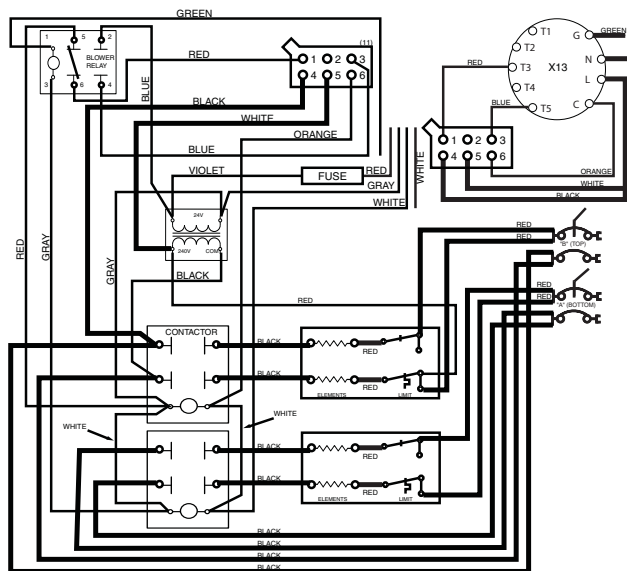 GREEN
1 5 2
BLOWER
RELAY
3 6 4
RED
(11)
1 2 3
4 5 6
BLACK
WHITE
ORANGE
BLUE
BLUE
VIOLET
FUSE
RED
GRAY
WHITE
WHITE
T1
T2
T3
T4
T5
X13
G
N
L
C
GREEN
RED
BLUE
1 2 3
4 5 6
ORANGE
WHITE
BLACK
24V
240V
COM
RED
GRAY
GRAY
BLACK
RED
RED
RED
"B" (TOP)
RED
RED
"A" (BOTTOM)
CONTACTOR
BLACK
RED
BLACK
RED
ELEMENTS
LIMIT
WHITE
WHITE
BLACK
RED
BLACK
RED
ELEMENTS
LIMIT
BLACK
BLACK
BLACK
BLACK